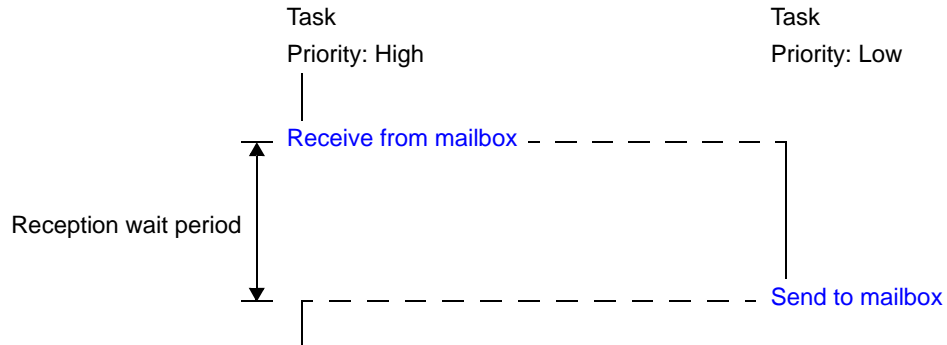 Task
Priority: High
Task
Priority: Low
Receive from mailbox
Reception wait period
Send to mailbox